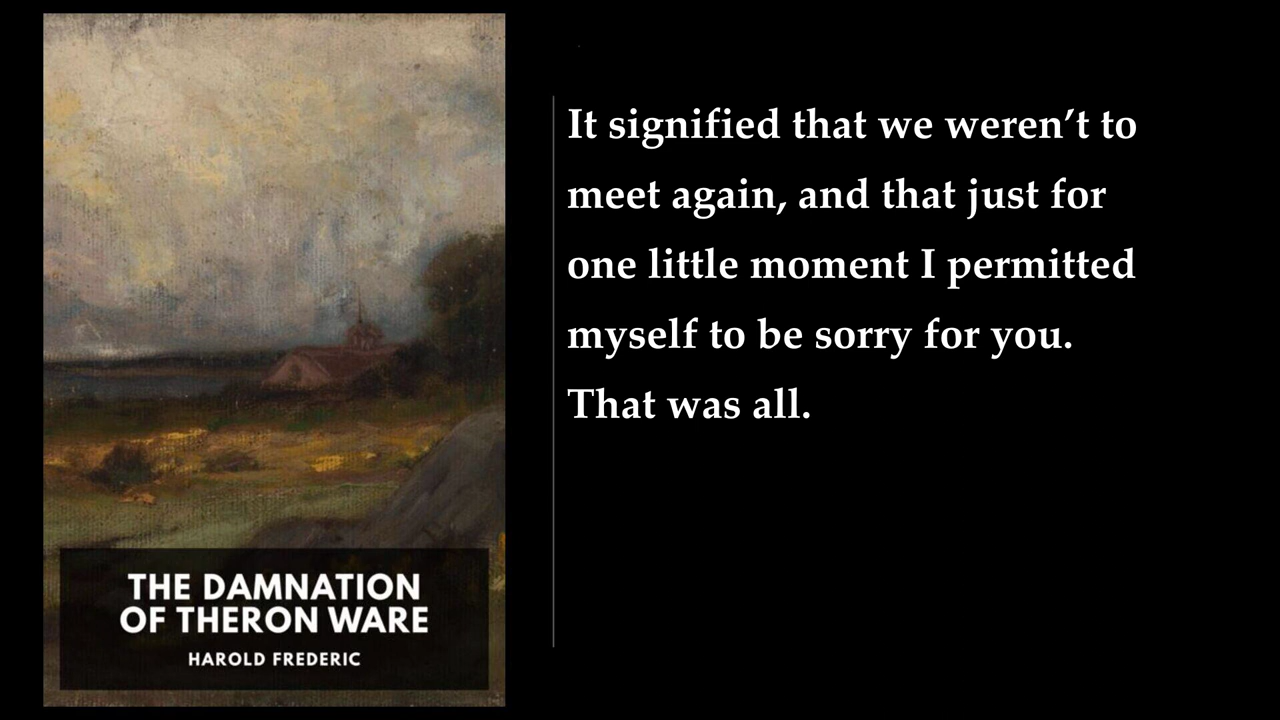 It signified that we weren’t to
meet again, and that just for
one little moment I permitted
myself to be sorry for you.
That was all.
THE DAMNATION
OF THERON WARE
HAROLD FREDERIC